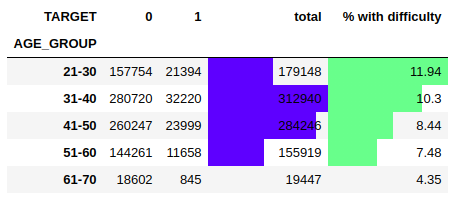 TARGET 0 1 total % with difficulty
AGE_GROUP
21-30 157754 21394 179148 11.94
31-40 280720 32220 312940 10.3
41-50 260247 23999 284246 8.44
51-60 144261 11658 155919 7.48
61-70 18602 845 19447 4.35